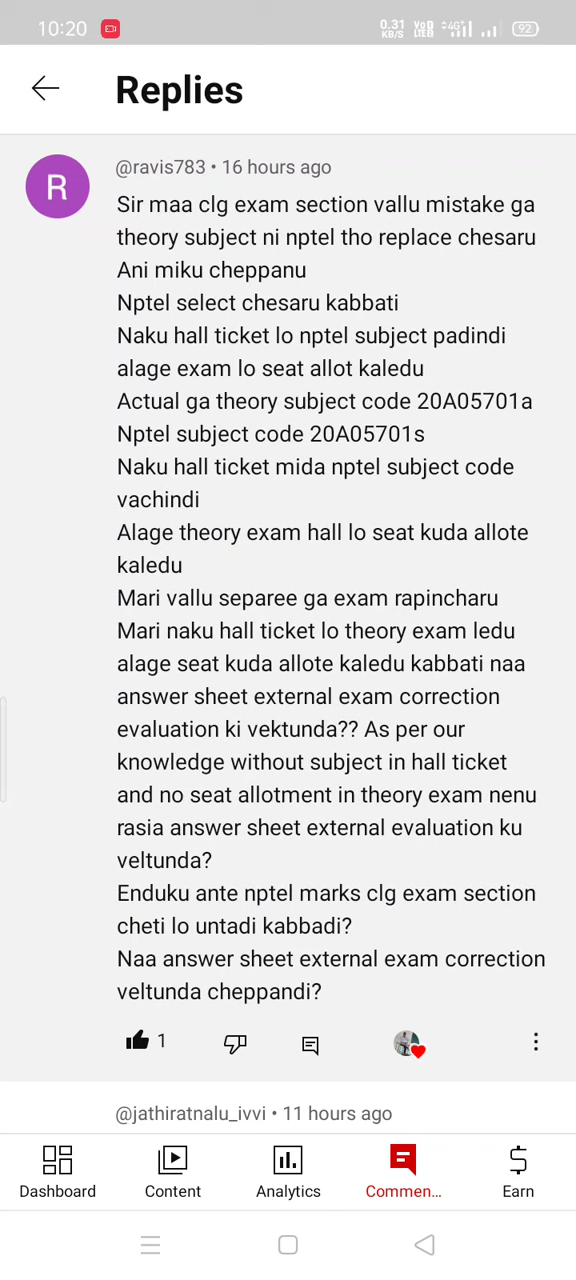 10:20
0.31 KB/S VoD LTE 4G 92
Replies
R
@ravis783 • 16 hours ago
Sir maa clg exam section vallu mistake ga
theory subject ni nptel tho replace chesaru
Ani miku cheppanu
Nptel select chesaru kabbati
Naku hall ticket lo nptel subject padindi
alage exam lo seat allot kaledu
Actual ga theory subject code 20A05701a
Nptel subject code 20A05701s
Naku hall ticket mida nptel subject code
vachindi
Alage theory exam hall lo seat kuda allote
kaledu
Mari vallu separee ga exam rapincharu
Mari naku hall ticket lo theory exam ledu
alage seat kuda allote kaledu kabbati naa
answer sheet external exam correction
evaluation ki vektunda?? As per our
knowledge without subject in hall ticket
and no seat allotment in theory exam nenu
rasia answer sheet external evaluation ku
veltunda?
Enduku ante nptel marks clg exam section
cheti lo untadi kabbadi?
Naa answer sheet external exam correction
veltunda cheppandi?
1
@jathiratnalu_ivvi • 11 hours ago
Dashboard Content Analytics Commen... Earn